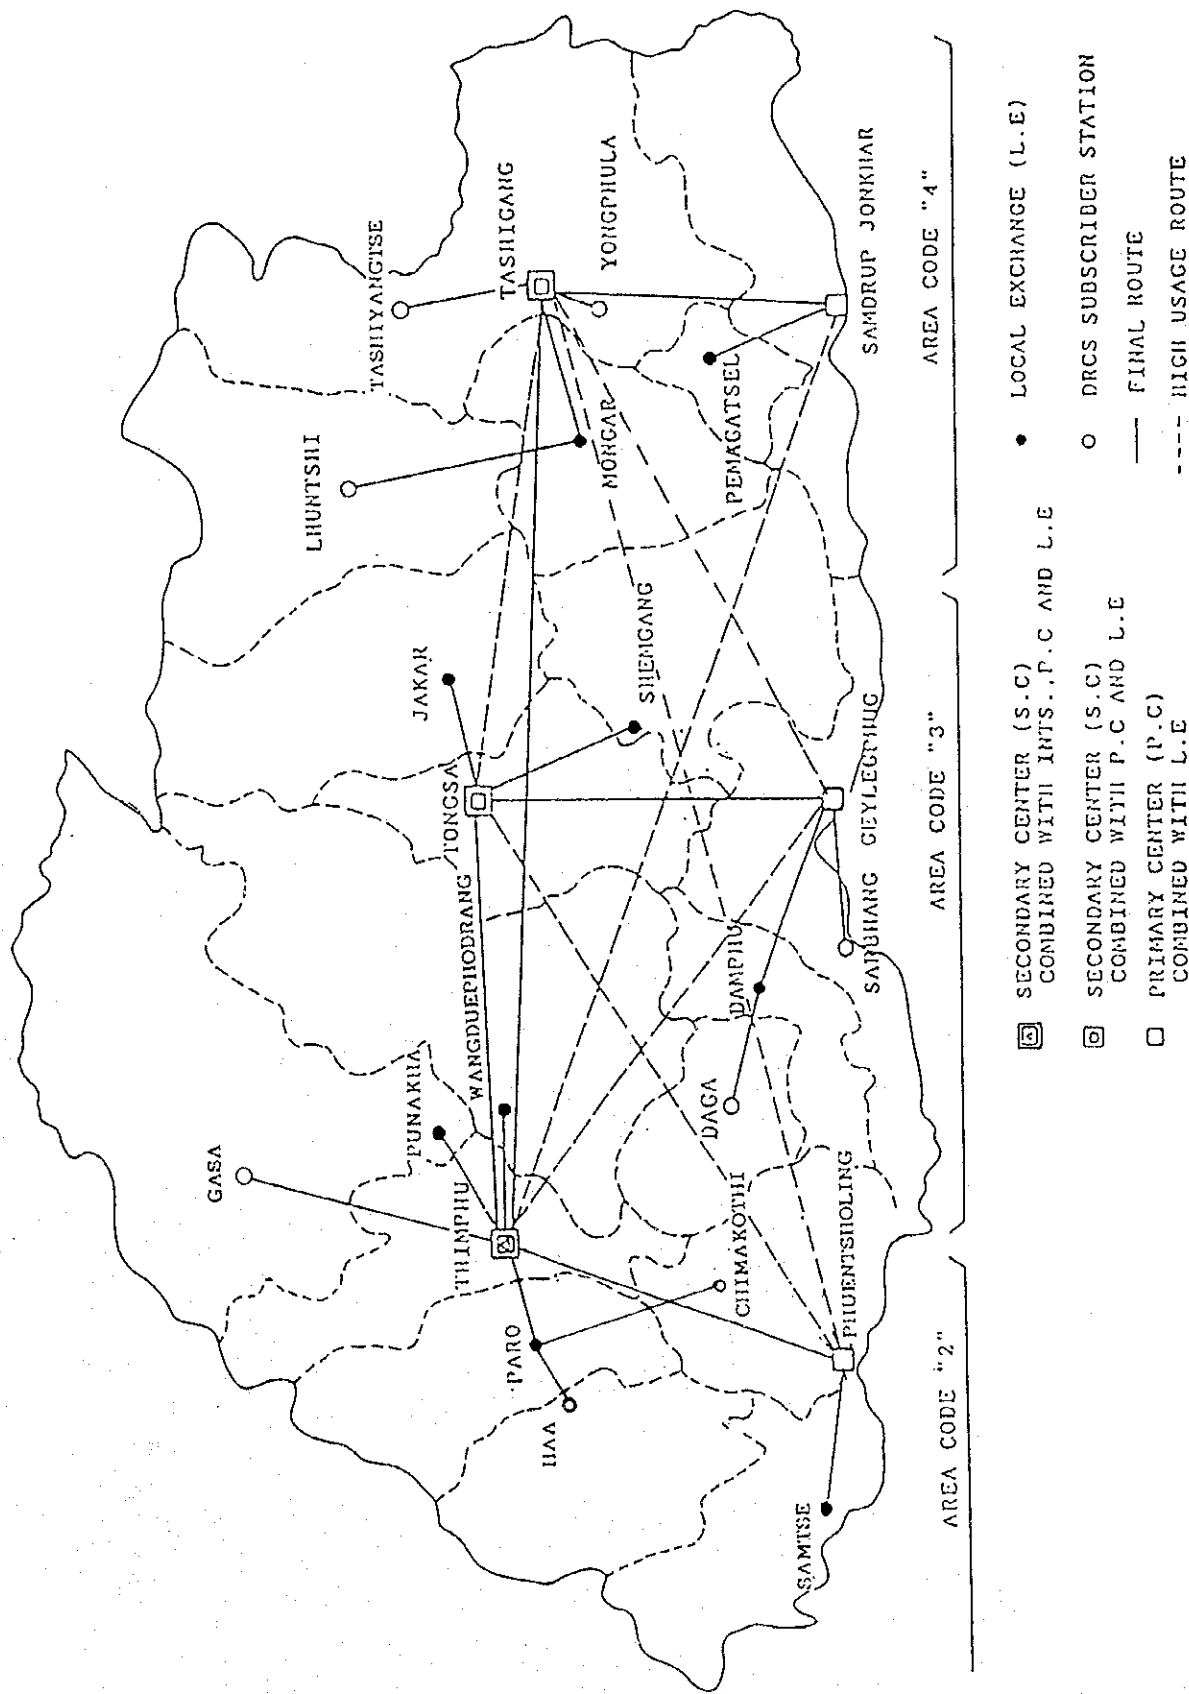 GASA
PUNAKHA
WANGDUEPHODRANG
THIMPHU
PARO
HAA
CHIMAKOTHI
PHUENTSHOLING
SAMTSE
DAGA
DAMPHU
SARBHANG
GEYLEGPHUG
TONGSA
JAKAR
SHEMGANG
LHUNTSHI
MONGAR
TASHIYANGTSE
TASHIGANG
YONGPHULA
PEMAGATSEL
SAMDRUP JONKHAR
AREA CODE "2"
AREA CODE "3"
AREA CODE "4"
SECONDARY CENTER (S.C)
COMBINED WITH INTS., P.C AND L.E
SECONDARY CENTER (S.C)
COMBINED WITH P.C AND L.E
PRIMARY CENTER (P.C)
COMBINED WITH L.E
LOCAL EXCHANGE (L.E)
DRCS SUBSCRIBER STATION
FINAL ROUTE
HIGH USAGE ROUTE